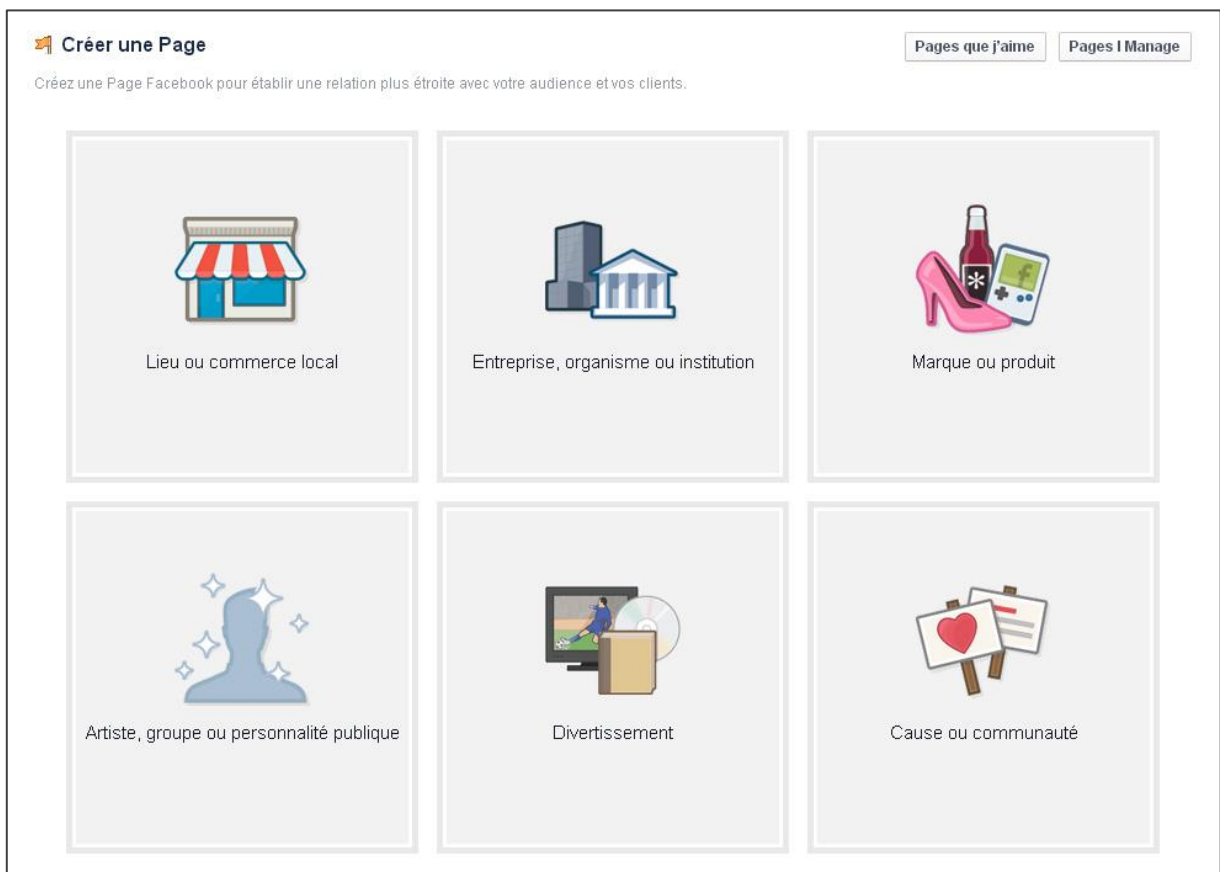 Créer une Page
Pages que j'aime
Pages I Manage
Créez une Page Facebook pour établir une relation plus étroite avec votre audience et vos clients.
Lieu ou commerce local
Entreprise, organisme ou institution
Marque ou produit
Artiste, groupe ou personnalité publique
Divertissement
Cause ou communauté